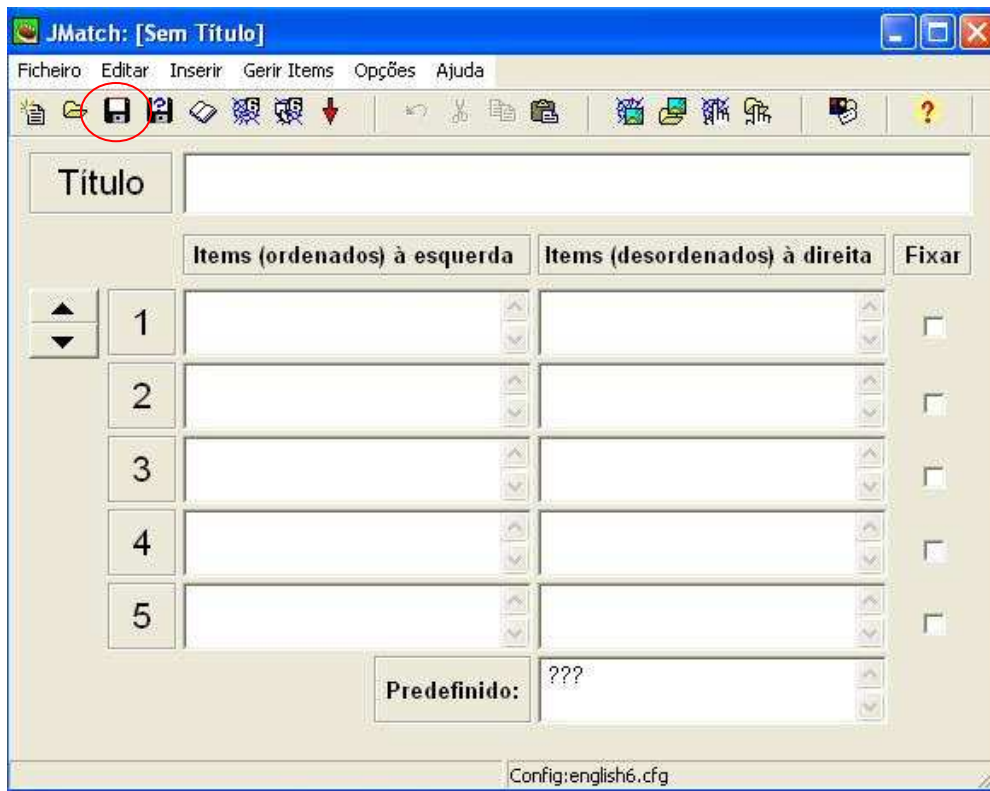 JMatch: [Sem Título]
Ficheiro Editar Inserir Gerir Items Opções Ajuda
?
Título
Items (ordenados) à esquerda Items (desordenados) à direita Fixar
1
2
3
4
5
Predefinido: ???
Config:english6.cfg